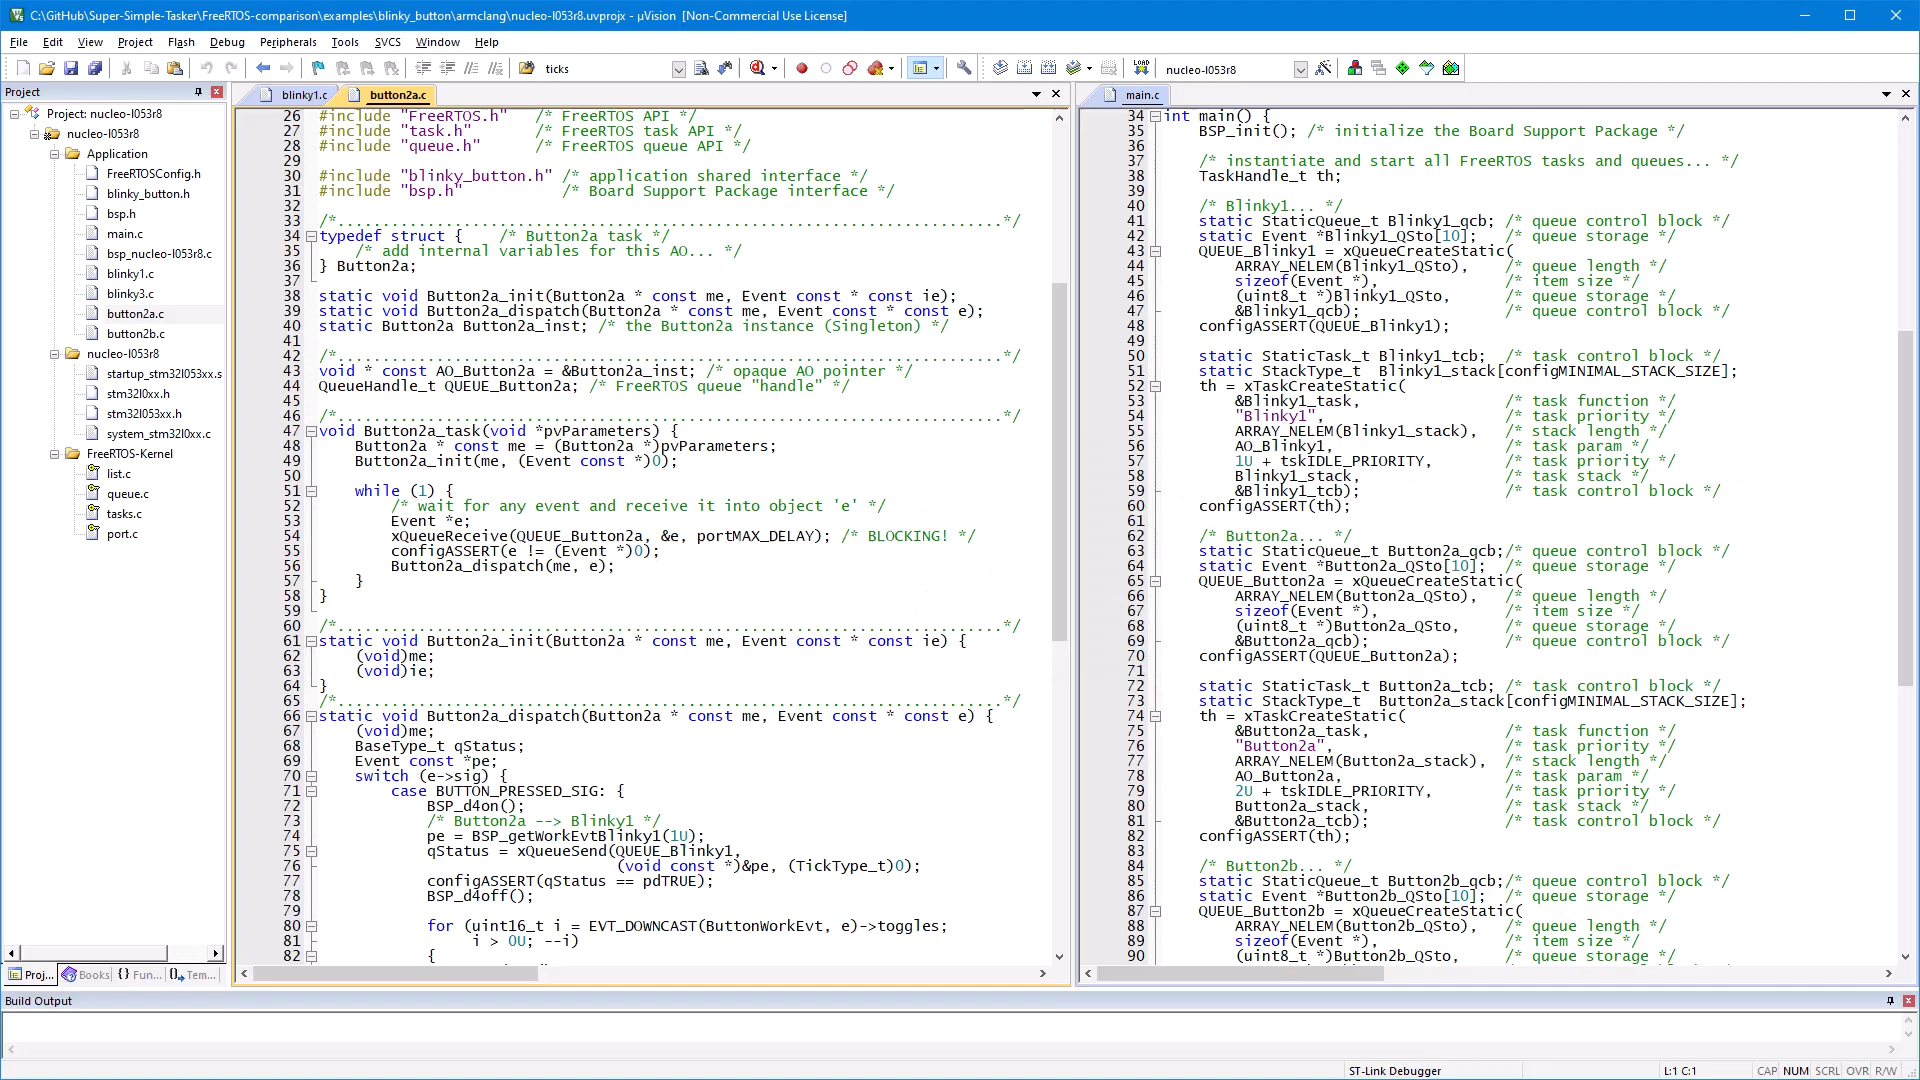 C:\GitHub\Super-Simple-Tasker\FreeRTOS-comparison\examples\blinky_button\armclang\nucleo-l053r8.uvprojx - µVision [Non-Commercial Use License]
File Edit View Project Flash Debug Peripherals Tools SVCS Window Help
ticks
LOAD
nucleo-l053r8
Project
Project: nucleo-l053r8
nucleo-l053r8
Application
FreeRTOSConfig.h
blinky_button.h
bsp.h
main.c
bsp_nucleo-l053r8.c
blinky1.c
blinky3.c
button2a.c
button2b.c
nucleo-l053r8
startup_stm32l053xx.s
stm32l0xx.h
stm32l053xx.h
system_stm32l0xx.c
FreeRTOS-Kernel
list.c
queue.c
tasks.c
port.c
Proj... Books {} Fun... Tem...
blinky1.c button2a.c
26 #include "FreeRTOS.h" /* FreeRTOS API */
27 #include "task.h" /* FreeRTOS task API */
28 #include "queue.h" /* FreeRTOS queue API */
29
30 #include "blinky_button.h" /* application shared interface */
31 #include "bsp.h" /* Board Support Package interface */
32
33 /*..........................................................................*/
34 typedef struct { /* Button2a task */
35 /* add internal variables for this AO... */
36 } Button2a;
37
38 static void Button2a_init(Button2a * const me, Event const * const ie);
39 static void Button2a_dispatch(Button2a * const me, Event const * const e);
40 static Button2a Button2a_inst; /* the Button2a instance (Singleton) */
41
42 /*..........................................................................*/
43 void * const AO_Button2a = &Button2a_inst; /* opaque AO pointer */
44 QueueHandle_t QUEUE_Button2a; /* FreeRTOS queue "handle" */
45
46 /*..........................................................................*/
47 void Button2a_task(void *pvParameters) {
48 Button2a * const me = (Button2a *)pvParameters;
49 Button2a_init(me, (Event const *)0);
50
51 while (1) {
52 /* wait for any event and receive it into object 'e' */
53 Event *e;
54 xQueueReceive(QUEUE_Button2a, &e, portMAX_DELAY); /* BLOCKING! */
55 configASSERT(e != (Event *)0);
56 Button2a_dispatch(me, e);
57 }
58 }
59
60 /*..........................................................................*/
61 static void Button2a_init(Button2a * const me, Event const * const ie) {
62 (void)me;
63 (void)ie;
64 }
65 /*..........................................................................*/
66 static void Button2a_dispatch(Button2a * const me, Event const * const e) {
67 (void)me;
68 BaseType_t qStatus;
69 Event const *pe;
70 switch (e->sig) {
71 case BUTTON_PRESSED_SIG: {
72 BSP_d4on();
73 /* Button2a --> Blinky1 */
74 pe = BSP_getWorkEvtBlinky1(1U);
75 qStatus = xQueueSend(QUEUE_Blinky1,
76 (void const *)&pe, (TickType_t)0);
77 configASSERT(qStatus == pdTRUE);
78 BSP_d4off();
79
80 for (uint16_t i = EVT_DOWNCAST(ButtonWorkEvt, e)->toggles;
81 i > 0U; --i)
82 {
main.c
34 int main() {
35 BSP_init(); /* initialize the Board Support Package */
36
37 /* instantiate and start all FreeRTOS tasks and queues... */
38 TaskHandle_t th;
39
40 /* Blinky1... */
41 static StaticQueue_t Blinky1_qcb; /* queue control block */
42 static Event *Blinky1_QSto[10]; /* queue storage */
43 QUEUE_Blinky1 = xQueueCreateStatic(
44 ARRAY_NELEM(Blinky1_QSto), /* queue length */
45 sizeof(Event *), /* item size */
46 (uint8_t *)Blinky1_QSto, /* queue storage */
47 &Blinky1_qcb); /* queue control block */
48 configASSERT(QUEUE_Blinky1);
49
50 static StaticTask_t Blinky1_tcb; /* task control block */
51 static StackType_t Blinky1_stack[configMINIMAL_STACK_SIZE];
52 th = xTaskCreateStatic(
53 &Blinky1_task, /* task function */
54 "Blinky1", /* task priority */
55 ARRAY_NELEM(Blinky1_stack), /* stack length */
56 AO_Blinky1, /* task param */
57 1U + tskIDLE_PRIORITY, /* task priority */
58 Blinky1_stack, /* task stack */
59 &Blinky1_tcb); /* task control block */
60 configASSERT(th);
61
62 /* Button2a... */
63 static StaticQueue_t Button2a_qcb;/* queue control block */
64 static Event *Button2a_QSto[10]; /* queue storage */
65 QUEUE_Button2a = xQueueCreateStatic(
66 ARRAY_NELEM(Button2a_QSto), /* queue length */
67 sizeof(Event *), /* item size */
68 (uint8_t *)Button2a_QSto, /* queue storage */
69 &Button2a_qcb); /* queue control block */
70 configASSERT(QUEUE_Button2a);
71
72 static StaticTask_t Button2a_tcb; /* task control block */
73 static StackType_t Button2a_stack[configMINIMAL_STACK_SIZE];
74 th = xTaskCreateStatic(
75 &Button2a_task, /* task function */
76 "Button2a", /* task priority */
77 ARRAY_NELEM(Button2a_stack), /* stack length */
78 AO_Button2a, /* task param */
79 2U + tskIDLE_PRIORITY, /* task priority */
80 Button2a_stack, /* task stack */
81 &Button2a_tcb); /* task control block */
82 configASSERT(th);
83
84 /* Button2b... */
85 static StaticQueue_t Button2b_qcb;/* queue control block */
86 static Event *Button2b_QSto[10]; /* queue storage */
87 QUEUE_Button2b = xQueueCreateStatic(
88 ARRAY_NELEM(Button2b_QSto), /* queue length */
89 sizeof(Event *), /* item size */
90 (uint8_t *)Button2b_QSto, /* queue storage */
Build Output
ST-Link Debugger L:1 C:1 CAP NUM SCRL OVR R/W